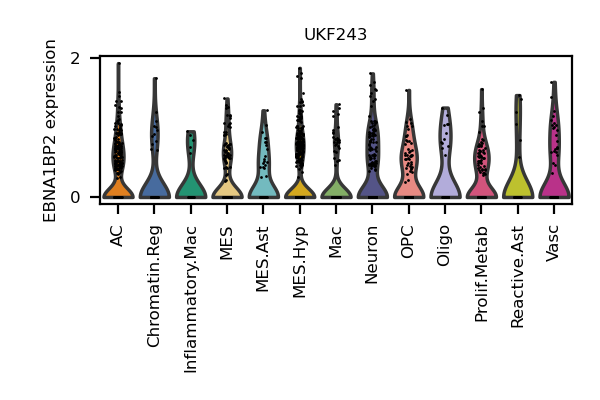 UKF243
EBNA1BP2 expression
2
0
AC
Chromatin.Reg
Inflammatory.Mac
MES
MES.Ast
MES.Hyp
Mac
Neuron
OPC
Oligo
Prolif.Metab
Reactive.Ast
Vasc